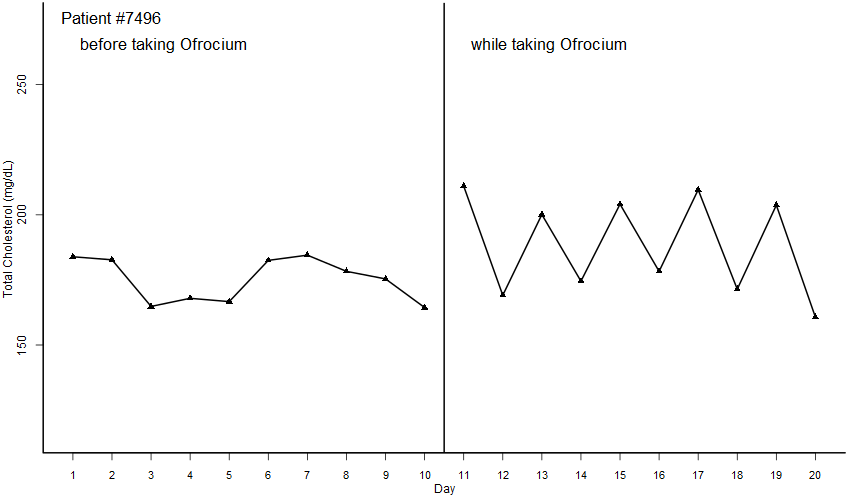 Patient #7496
before taking Ofrocium
while taking Ofrocium
Total Cholesterol (mg/dL)
250
200
150
1 2 3 4 5 6 7 8 9 10 11 12 13 14 15 16 17 18 19 20
Day